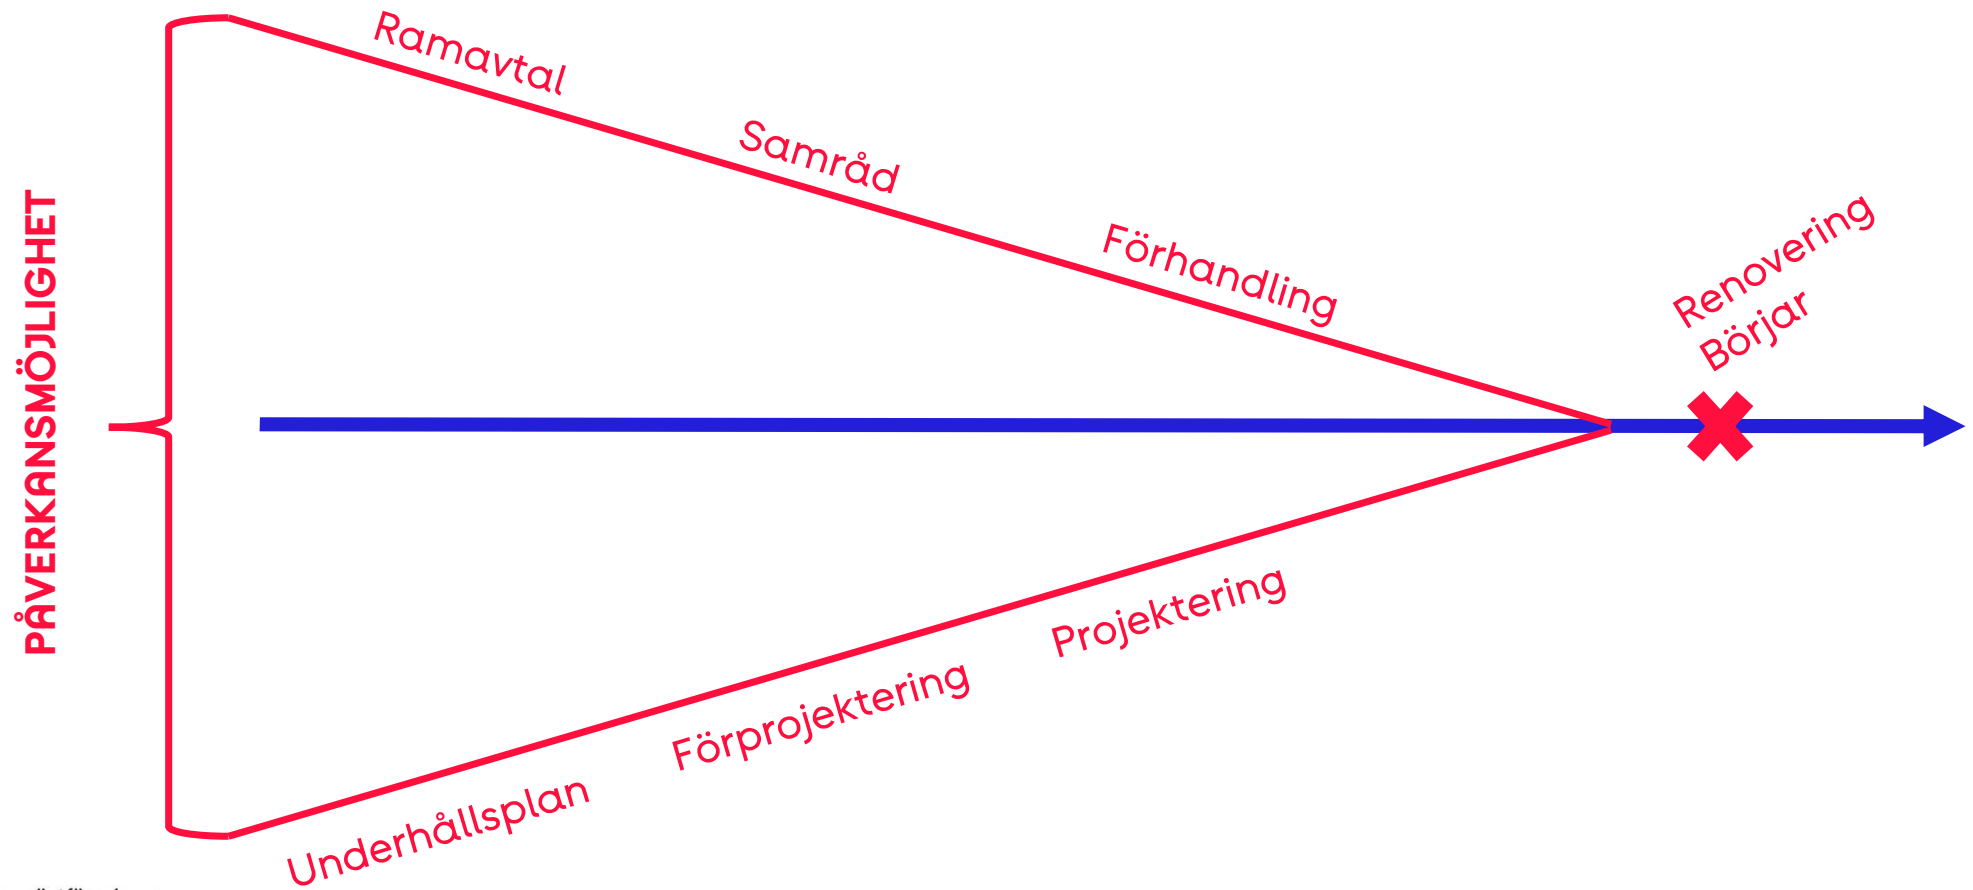 PÅVERKANSMÖJLIGHET
Ramavtal
Samråd
Förhandling
Renovering
Börjar
Underhållsplan
Förprojektering
Projektering